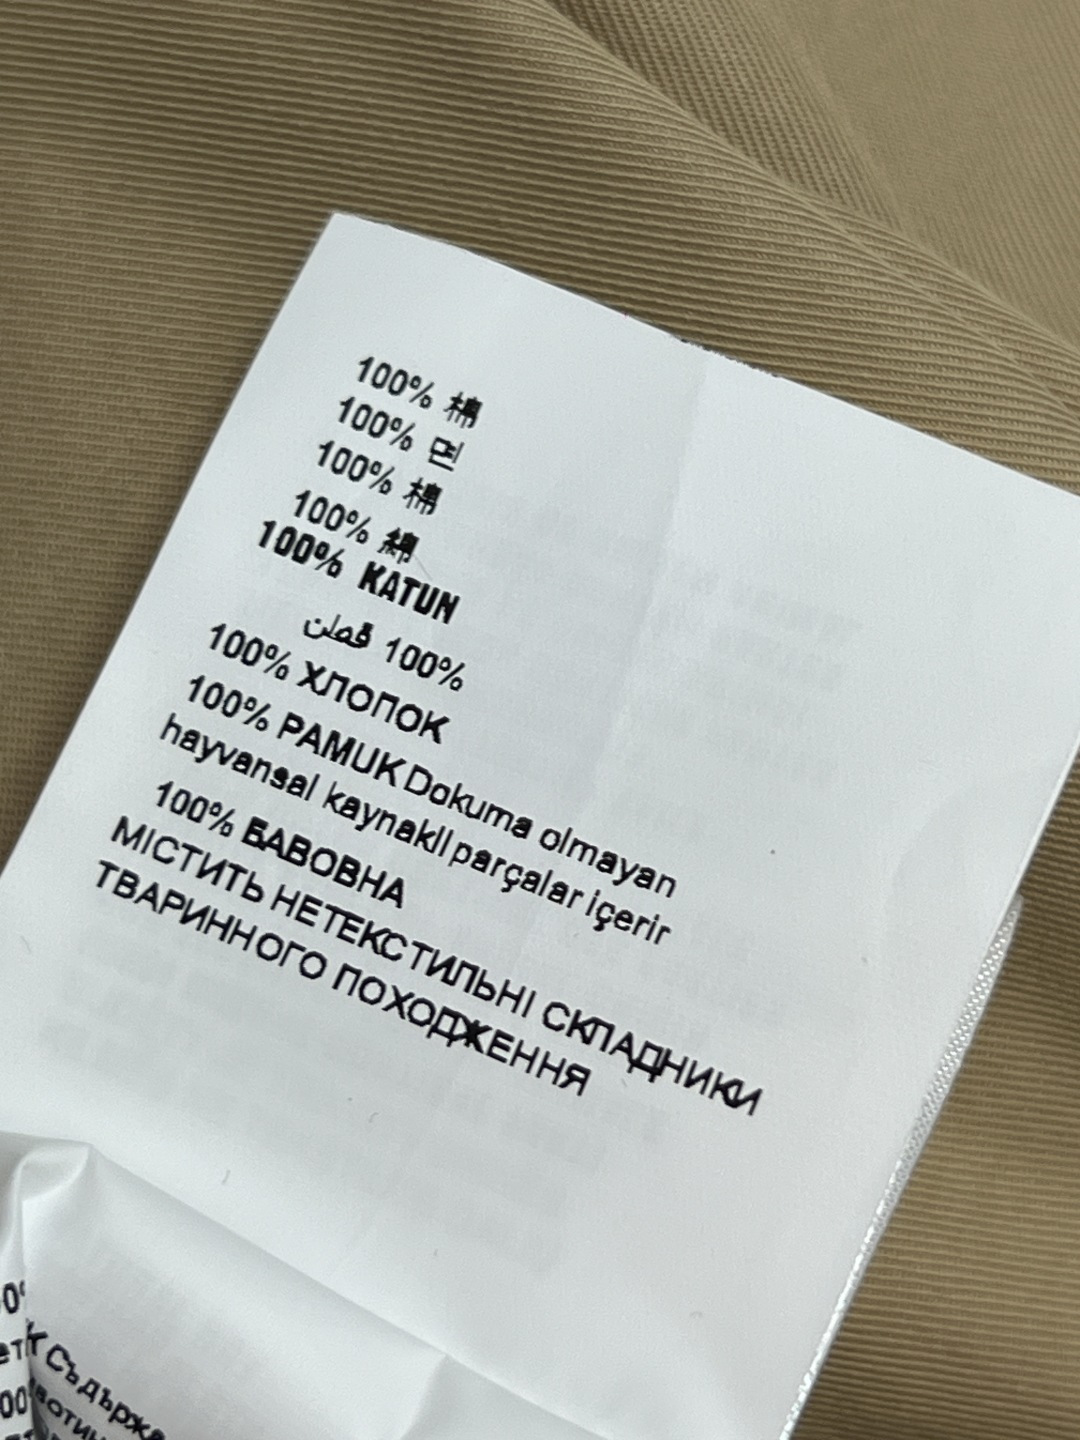 100% 棉
100% 면
100% 棉
100% 綿
100% KATUN
100% قطن
100% ХЛОПОК
100% PAMUK Dokuma olmayan
hayvansal kaynaklı parçalar içerir
100% БАВОВНА
МІСТИТЬ НЕТЕКСТИЛЬНІ СКЛАДНИКИ
ТВАРИННОГО ПОХОДЖЕННЯ